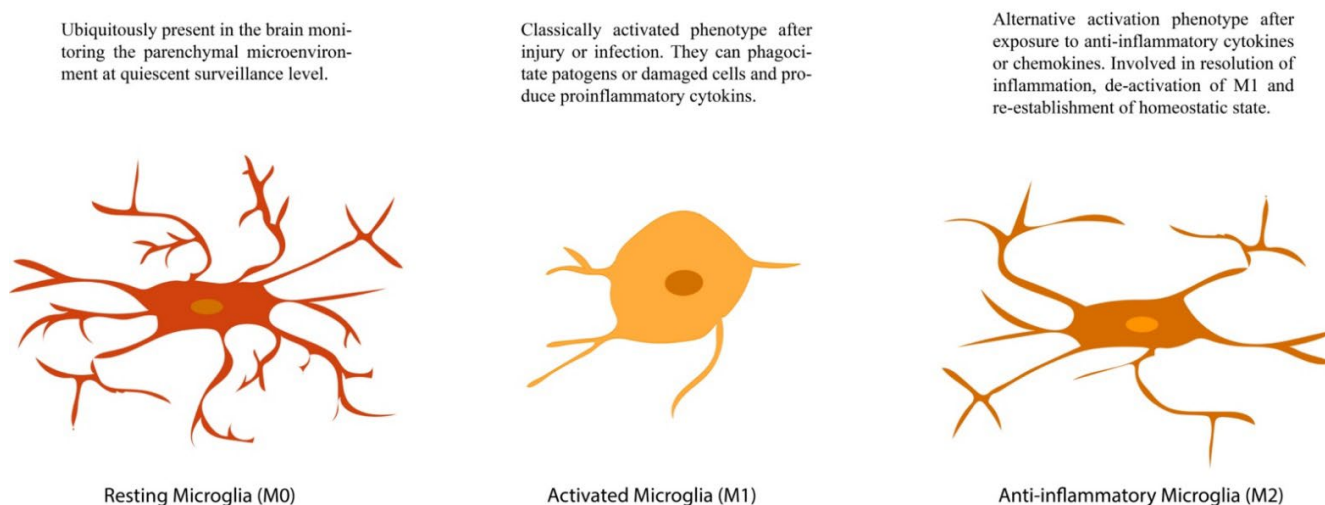 Ubiquitously present in the brain moni-
toring the parenchymal microenviron-
ment at quiescent surveillance level.
Classically activated phenotype after
injury or infection. They can phagoci-
tate patogens or damaged cells and pro-
duce proinflammatory cytokins.
Alternative activation phenotype after
exposure to anti-inflammatory cytokines
or chemokines. Involved in resolution of
inflammation, de-activation of M1 and
re-establishment of homeostatic state.
Resting Microglia (M0)
Activated Microglia (M1)
Anti-inflammatory Microglia (M2)